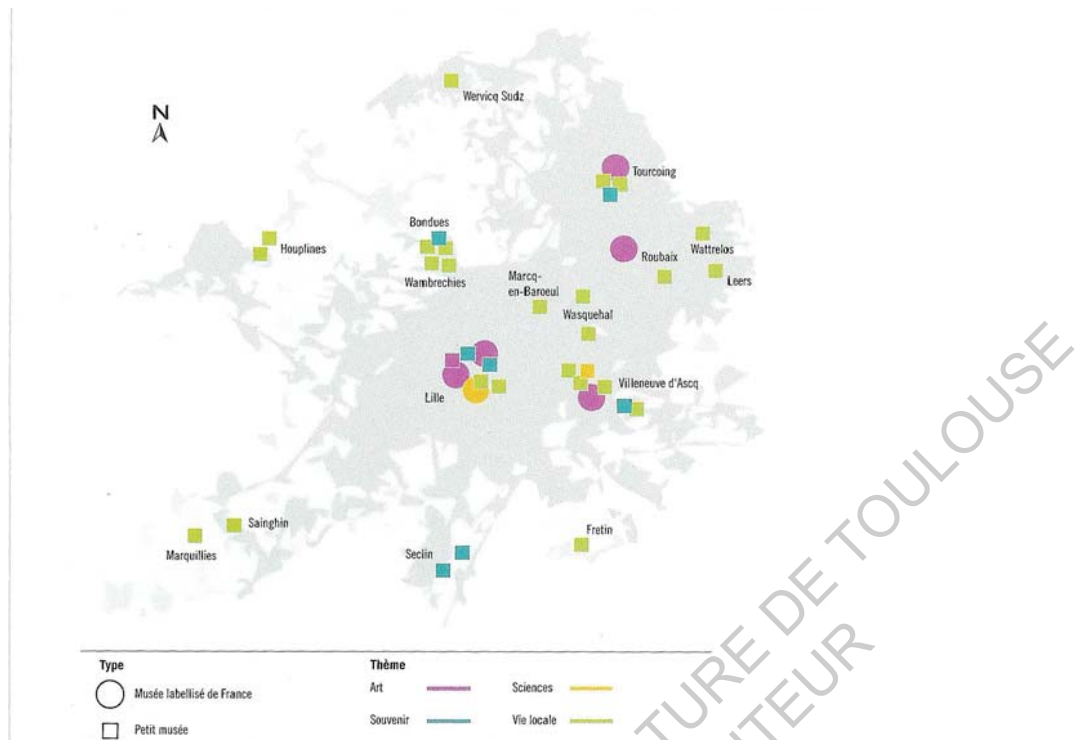 N
Wervicq Sudz
Tourcoing
Bondues
Houplines
Wattrelos
Roubaix
Leers
Wambrechies
Marcq-
en-Baroeul
Wasquehal
Villeneuve d'Ascq
Lille
Sainghin
Fretin
Marquillies
Seclin
Type
Musée labellisé de France
Petit musée
Thème
Art
Sciences
Souvenir
Vie locale
TURE DE TOULOUSE
TEUR